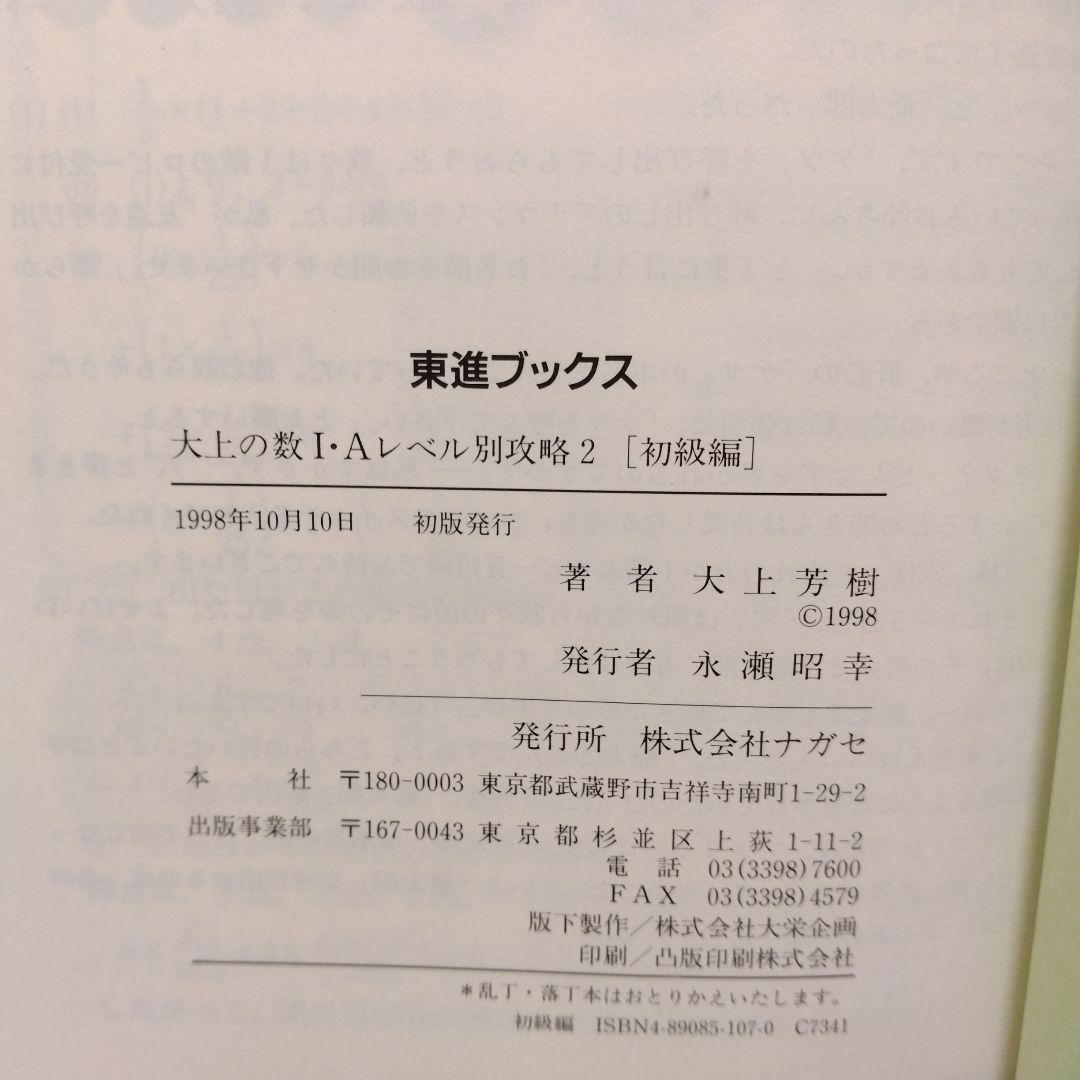 東進ブックス
大上の数I・Aレベル別攻略2 [初級編]
1998年10月10日 初版発行
著 者 大上芳樹
©1998
発行者 永瀬昭幸
発行所 株式会社ナガセ
本 社 〒180-0003 東京都武蔵野市吉祥寺南町1-29-2
出版事業部 〒167-0043 東京都杉並区上荻1-11-2
電 話 03(3398)7600
FAX 03(3398)4579
版下製作/株式会社大栄企画
印刷/凸版印刷株式会社
*乱丁・落丁本はおとりかえいたします。
初級編 ISBN4-89085-107-0 C7341